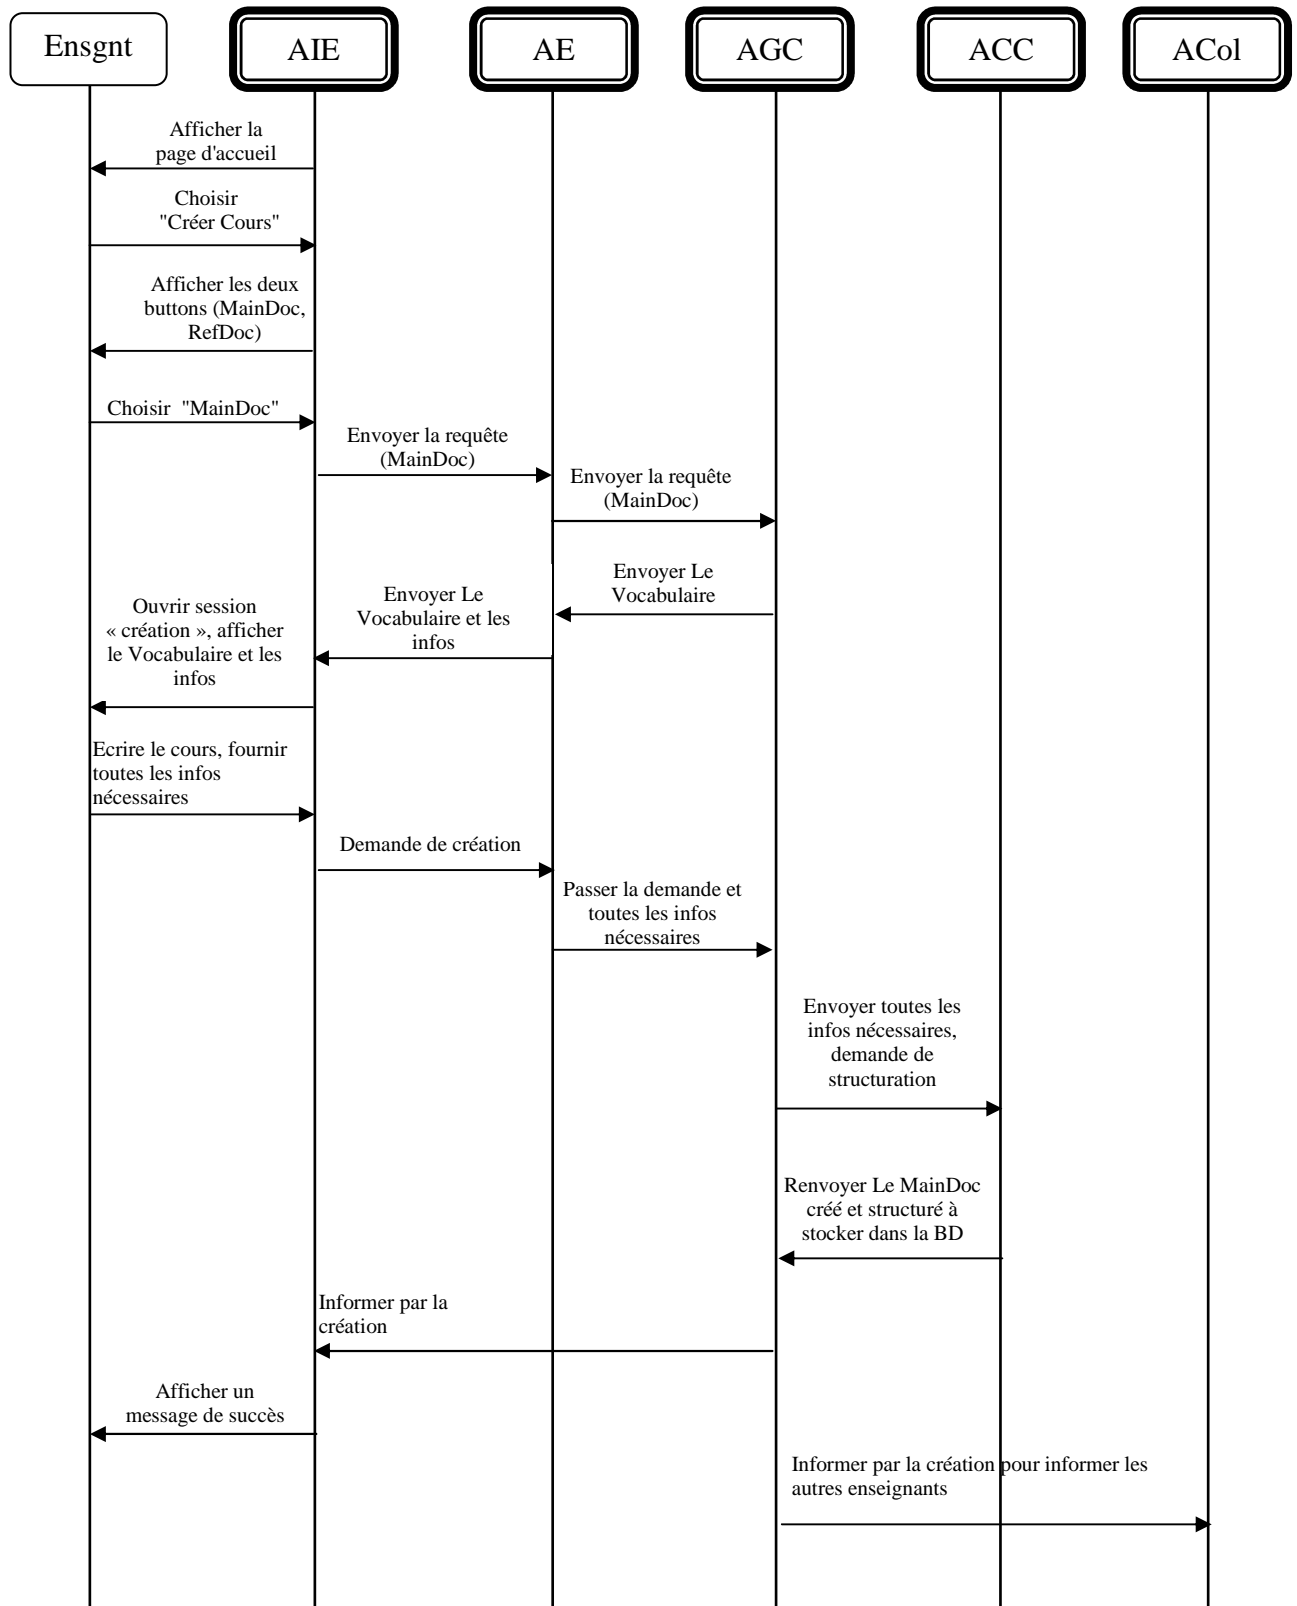 Ensgnt
AIE
AE
AGC
ACC
ACol
Afficher la
page d'accueil
Choisir
"Créer Cours"
Afficher les deux
buttons (MainDoc,
RefDoc)
Choisir "MainDoc"
Envoyer la requête
(MainDoc)
Envoyer la requête
(MainDoc)
Envoyer Le
Vocabulaire
Envoyer Le
Vocabulaire et les
infos
Ouvrir session
« création », afficher
le Vocabulaire et les
infos
Ecrire le cours, fournir
toutes les infos
nécessaires
Demande de création
Passer la demande et
toutes les infos
nécessaires
Envoyer toutes les
infos nécessaires,
demande de
structuration
Renvoyer Le MainDoc
créé et structuré à
stocker dans la BD
Informer par la
création
Afficher un
message de succès
Informer par la création pour informer les
autres enseignants